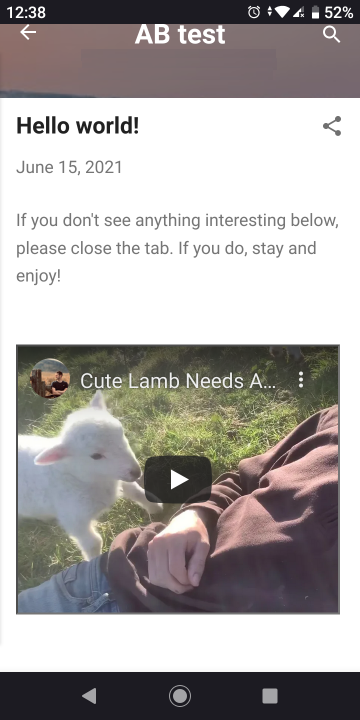 12:38
52%
AB test
Hello world!
June 15, 2021
If you don't see anything interesting below,
please close the tab. If you do, stay and
enjoy!
Cute Lamb Needs A...